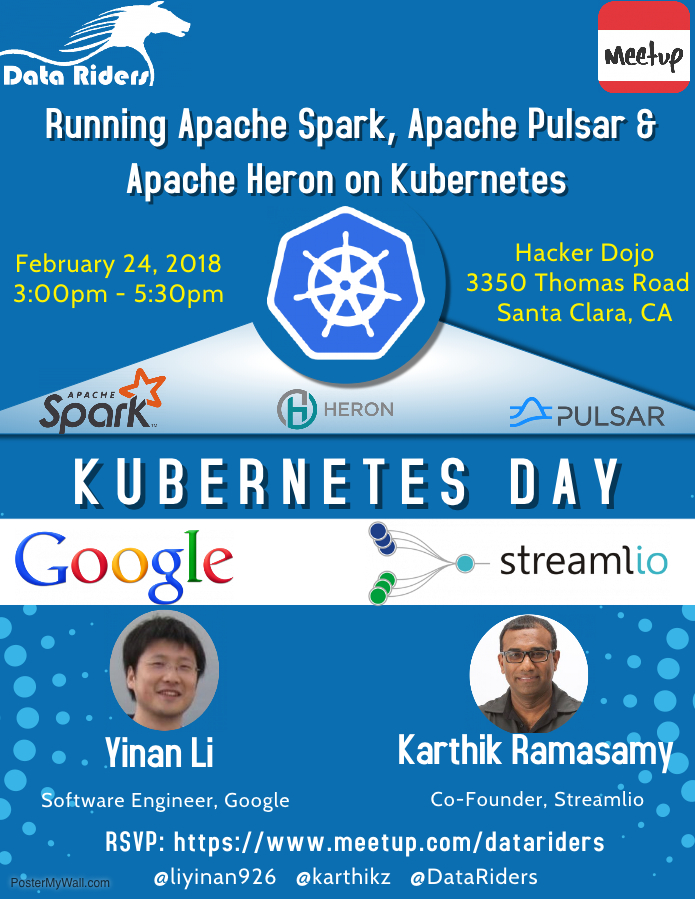 Data Riders
Meetup
Running Apache Spark, Apache Pulsar &
Apache Heron on Kubernetes
February 24, 2018
3:00pm - 5:30pm
Hacker Dojo
3350 Thomas Road
Santa Clara, CA
APACHE
Spark™
HERON
PULSAR
KUBERNETES DAY
Google
streamlio
Yinan Li
Software Engineer, Google
Karthik Ramasamy
Co-Founder, Streamlio
RSVP: https://www.meetup.com/datariders
@liyinan926 @karthikz @DataRiders
PosterMyWall.com